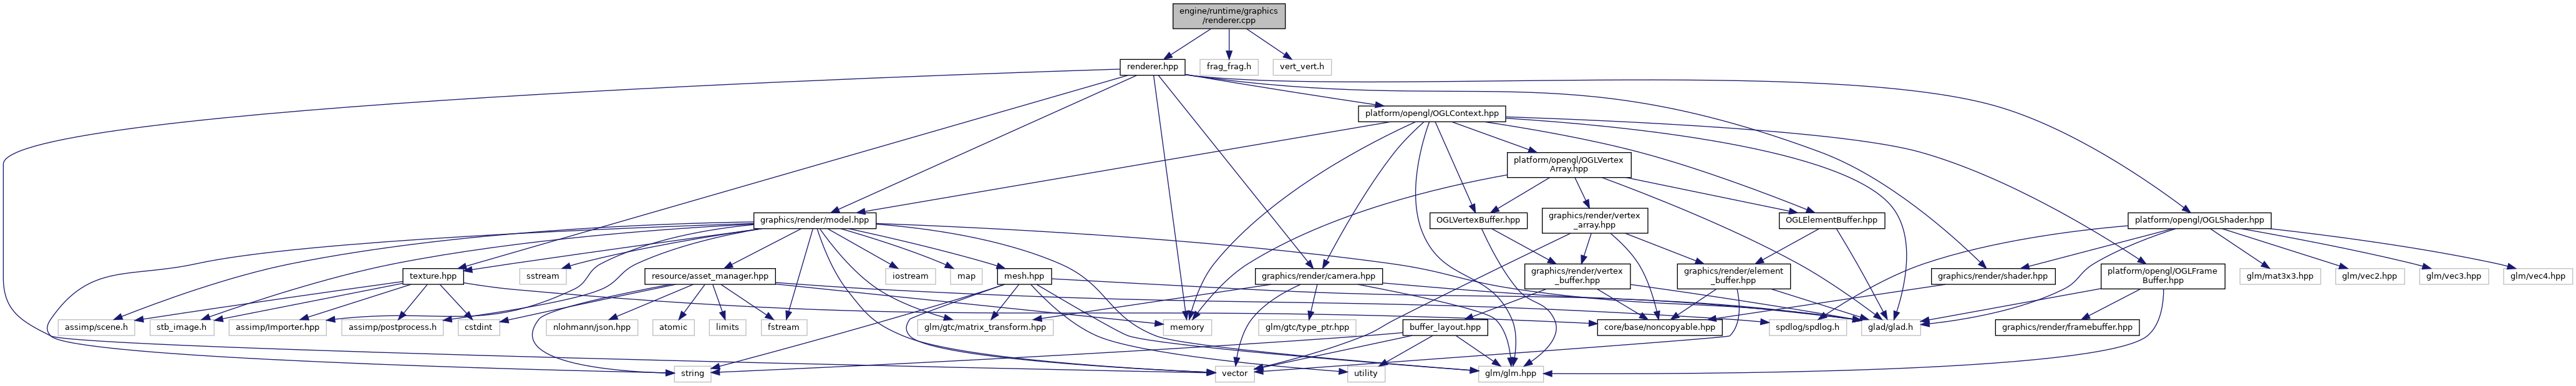 engine/runtime/graphics
/renderer.cpp
renderer.hpp
frag_frag.h
vert_vert.h
platform/opengl/OGLContext.hpp
platform/opengl/OGLVertex
Array.hpp
graphics/render/model.hpp
OGLVertexBuffer.hpp
graphics/render/vertex
_array.hpp
OGLElementBuffer.hpp
platform/opengl/OGLShader.hpp
texture.hpp
sstream
resource/asset_manager.hpp
iostream
map
mesh.hpp
graphics/render/camera.hpp
graphics/render/vertex
_buffer.hpp
graphics/render/element
_buffer.hpp
graphics/render/shader.hpp
platform/opengl/OGLFrame
Buffer.hpp
glm/mat3x3.hpp
glm/vec2.hpp
glm/vec3.hpp
glm/vec4.hpp
assimp/scene.h
stb_image.h
assimp/Importer.hpp
assimp/postprocess.h
cstdint
nlohmann/json.hpp
atomic
limits
fstream
glm/gtc/matrix_transform.hpp
memory
glm/gtc/type_ptr.hpp
buffer_layout.hpp
core/base/noncopyable.hpp
spdlog/spdlog.h
glad/glad.h
graphics/render/framebuffer.hpp
string
vector
utility
glm/glm.hpp